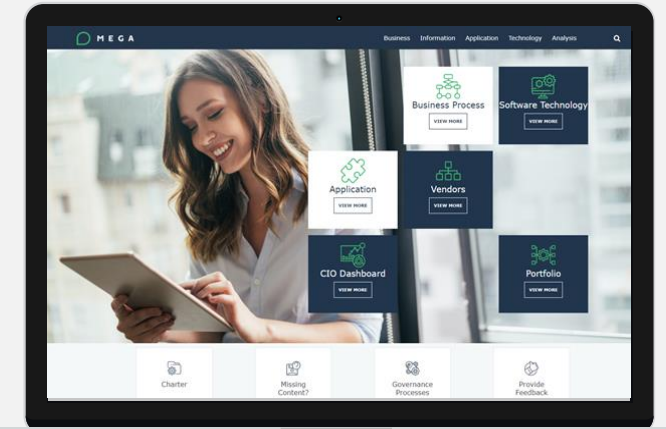 MEGA
Business Information Application Technology Analysis
Business Process
VIEW MORE
Software Technology
VIEW MORE
Application
VIEW MORE
Vendors
VIEW MORE
CIO Dashboard
VIEW MORE
Portfolio
VIEW MORE
Charter
Missing
Content?
Governance
Processes
Provide
Feedback